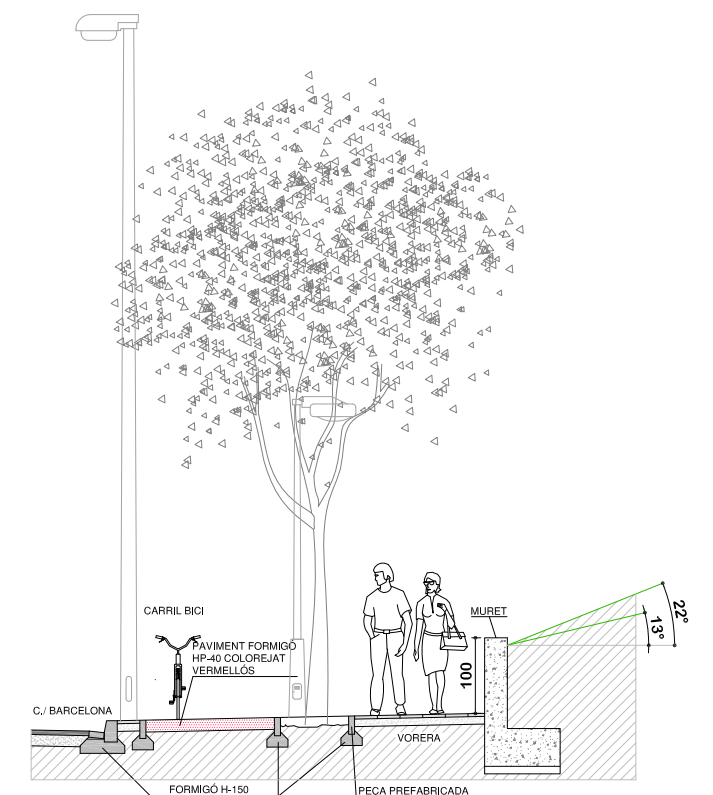 CARRIL BICI
MURET
22°
13°
PAVIMENT FORMIGÓ
HP-40 COLOREJAT
VERMELLÓS
100
C./ BARCELONA
VORERA
FORMIGÓ H-150
PECA PREFABRICADA